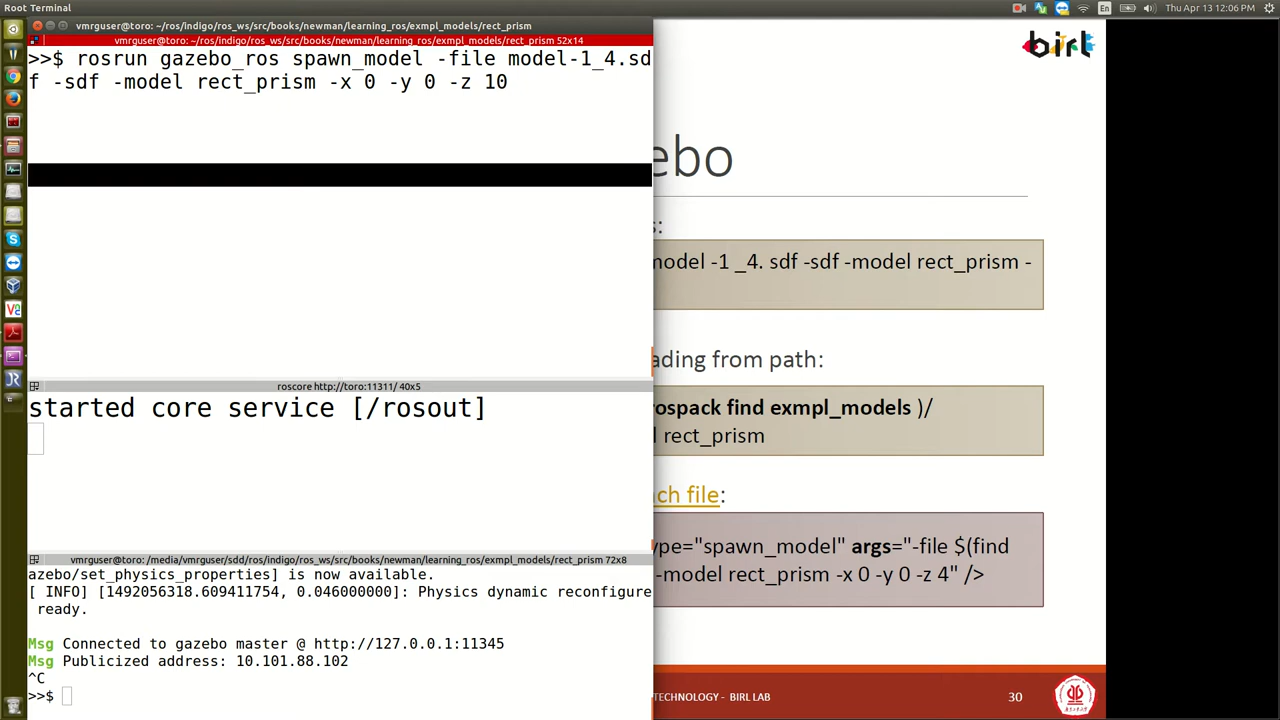 Root Terminal
En
Thu Apr 13 12:06 PM
vmrguser@toro: ~/ros/indigo/ros_ws/src/books/newman/learning_ros/exmpl_models/rect_prism
vmrguser@toro: ~/ros/indigo/ros_ws/src/books/newman/learning_ros/exmpl_models/rect_prism 52x14
>>$ rosrun gazebo_ros spawn_model -file model-1_4.sd
f -sdf -model rect_prism -x 0 -y 0 -z 10
roscore http://toro:11311/ 40x5
started core service [/rosout]
vmrguser@toro: /media/vmrguser/sdd/ros/indigo/ros_ws/src/books/newman/learning_ros/exmpl_models/rect_prism 72x8
azebo/set_physics_properties] is now available.
[ INFO] [1492056318.609411754, 0.046000000]: Physics dynamic reconfigure
ready.
Msg Connected to gazebo master @ http://127.0.0.1:11345
Msg Publicized address: 10.101.88.102
^C
>>$
birl
ebo
s:
model -1 _4. sdf -sdf -model rect_prism -
ading from path:
rospack find exmpl_models )/
l rect_prism
ch file:
ype="spawn_model" args="-file $(find
-model rect_prism -x 0 -y 0 -z 4" />
TECHNOLOGY - BIRL LAB
30